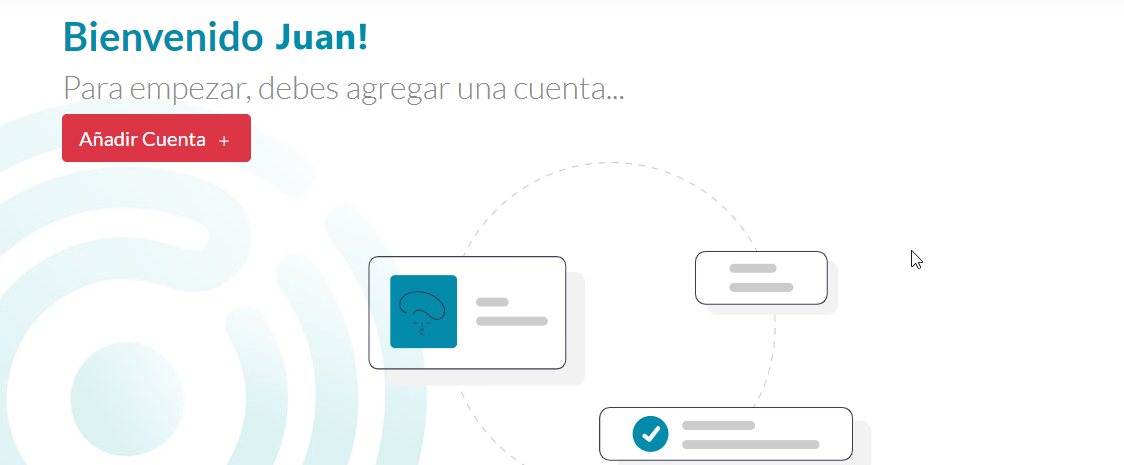 Bienvenido Juan!
Para empezar, debes agregar una cuenta...
Añadir Cuenta +